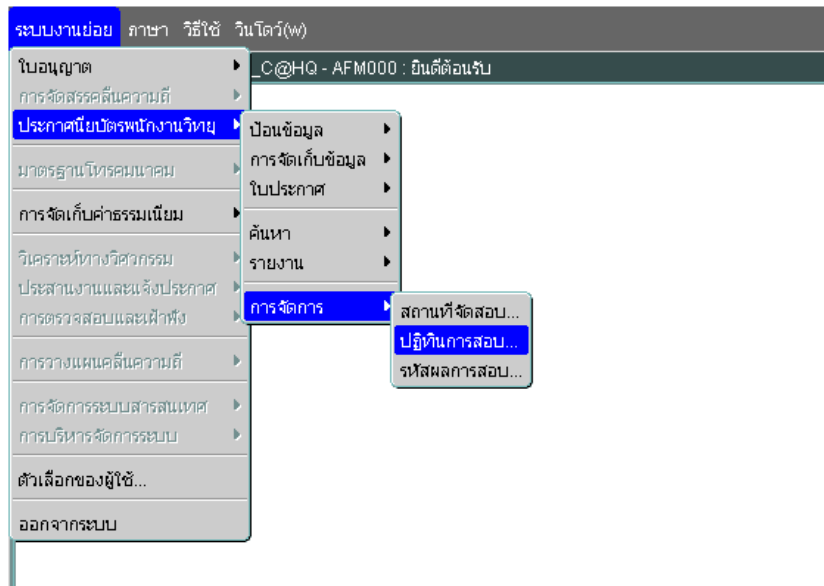 ระบบงานย่อย ภาษา วิธีใช้ วินโดว์(w)
_C@HQ - AFM000 : ยินดีต้อนรับ
ใบอนุญาต
การจัดสรรคลื่นความถี่
ประกาศนียบัตรพนักงานวิทยุ
มาตรฐานโทรคมนาคม
การจัดเก็บค่าธรรมเนียม
วิเคราะห์ทางวิศวกรรม
ประสานงานและแจ้งประกาศ
การตรวจสอบและเฝ้าฟัง
การวางแผนคลื่นความถี่
การจัดการระบบสารสนเทศ
การบริหารจัดการระบบ
ตัวเลือกของผู้ใช้...
ออกจากระบบ
ป้อนข้อมูล
การจัดเก็บข้อมูล
ใบประกาศ
ค้นหา
รายงาน
การจัดการ
สถานที่จัดสอบ...
ปฏิทินการสอบ...
รหัสผลการสอบ...